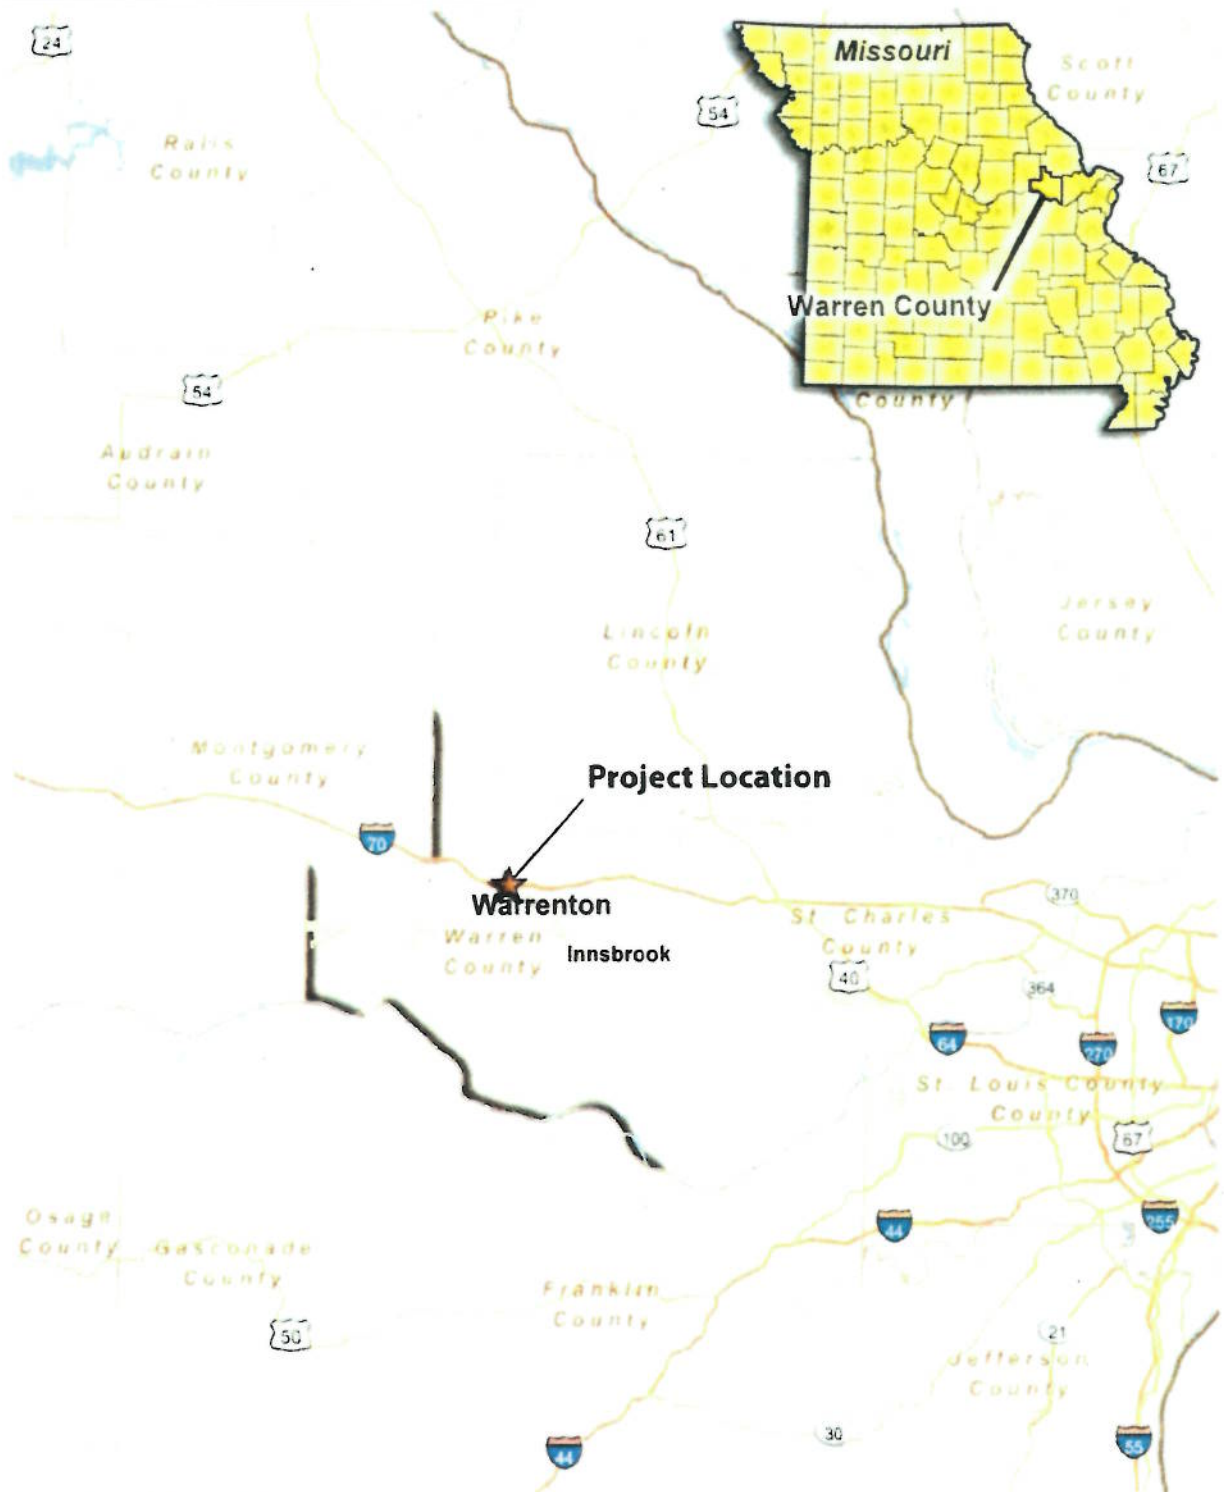 24
Missouri
Scott
County
54
Ralls
County
67
Warren County
Pike
County
54
County
Audrain
County
61
Jersey
County
Lincoln
County
Montgomery
County
Project Location
70
370
Warrenton
St. Charles
County
Warren
County
Innsbrook
40
364
170
64
270
St. Louis County
County
100
67
Osage
County
255
44
Gasconade
County
Franklin
County
50
21
Jefferson
County
30
44
55